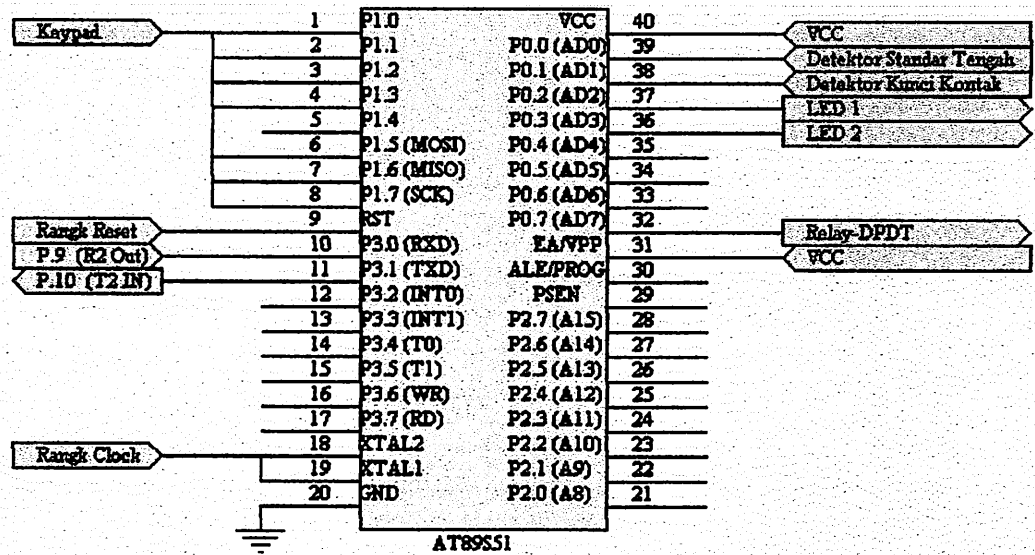 Keypad
Rangk Reset
P.9 (R2 Out)
P.10 (T2 IN)
Rangk Clock
1 P1.0
2 P1.1
3 P1.2
4 P1.3
5 P1.4
6 P1.5 (MOSI)
7 P1.6 (MISO)
8 P1.7 (SCK)
9 RST
10 P3.0 (RXD)
11 P3.1 (TXD)
12 P3.2 (INT0)
13 P3.3 (INT1)
14 P3.4 (T0)
15 P3.5 (T1)
16 P3.6 (WR)
17 P3.7 (RD)
18 XTAL2
19 XTAL1
20 GND
VCC 40
P0.0 (AD0) 39
P0.1 (AD1) 38
P0.2 (AD2) 37
P0.3 (AD3) 36
P0.4 (AD4) 35
P0.5 (AD5) 34
P0.6 (AD6) 33
P0.7 (AD7) 32
EA/VPP 31
ALE/PROG 30
PSEN 29
P2.7 (A15) 28
P2.6 (A14) 27
P2.5 (A13) 26
P2.4 (A12) 25
P2.3 (A11) 24
P2.2 (A10) 23
P2.1 (A9) 22
P2.0 (A8) 21
VCC
Detektor Standar Tengah
Detektor Kunci Kontak
LED 1
LED 2
Relay-DPDT
VCC
AT89S51